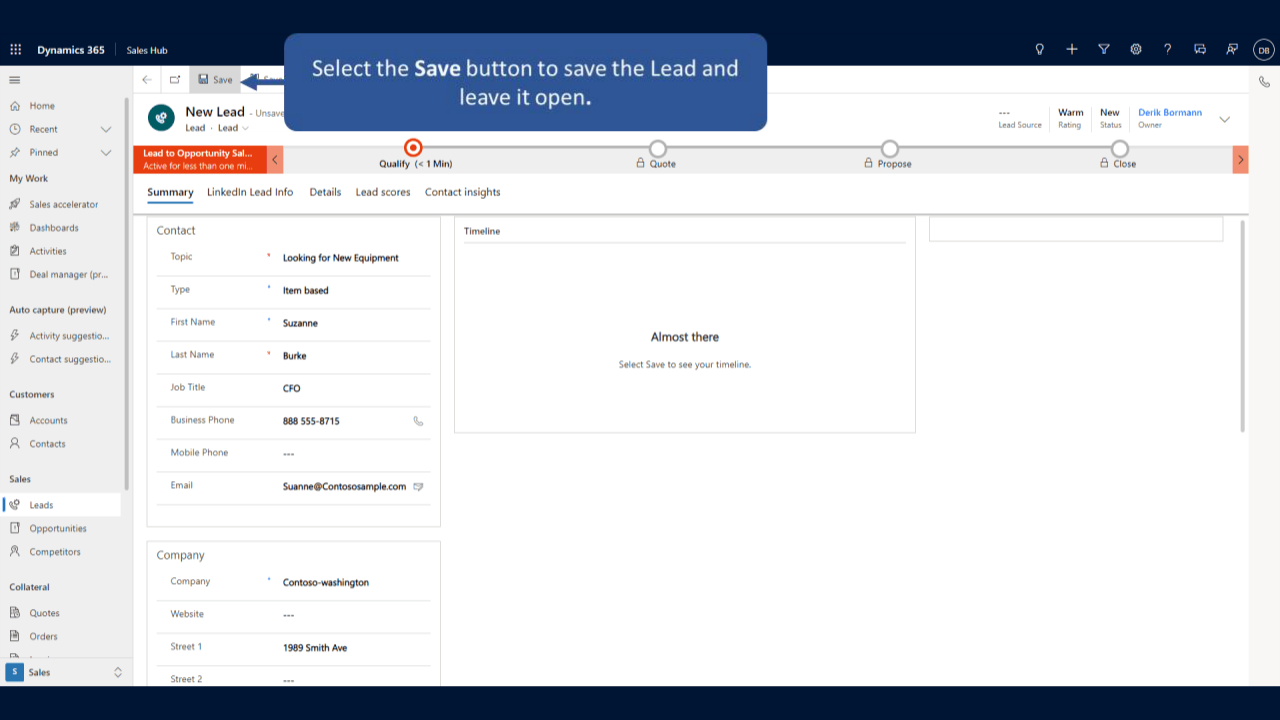 Dynamics 365
Sales Hub
DB
Select the Save button to save the Lead and
leave it open.
Save
New Lead - Unsave
Lead · Lead
---
Lead Source
Warm
Rating
New
Status
Derik Bormann
Owner
Lead to Opportunity Sal...
Active for less than one mi...
Qualify (< 1 Min)
Quote
Propose
Close
Summary
LinkedIn Lead Info
Details
Lead scores
Contact insights
Home
Recent
Pinned
My Work
Sales accelerator
Dashboards
Activities
Deal manager (pr...
Auto capture (preview)
Activity suggestio...
Contact suggestio...
Customers
Accounts
Contacts
Sales
Leads
Opportunities
Competitors
Collateral
Quotes
Orders
S Sales
Contact
Topic * Looking for New Equipment
Type * Item based
First Name * Suzanne
Last Name * Burke
Job Title CFO
Business Phone 888 555-8715
Mobile Phone ---
Email Suanne@Contososample.com
Company
Company * Contoso-washington
Website ---
Street 1 1989 Smith Ave
Street 2 ---
Timeline
Almost there
Select Save to see your timeline.